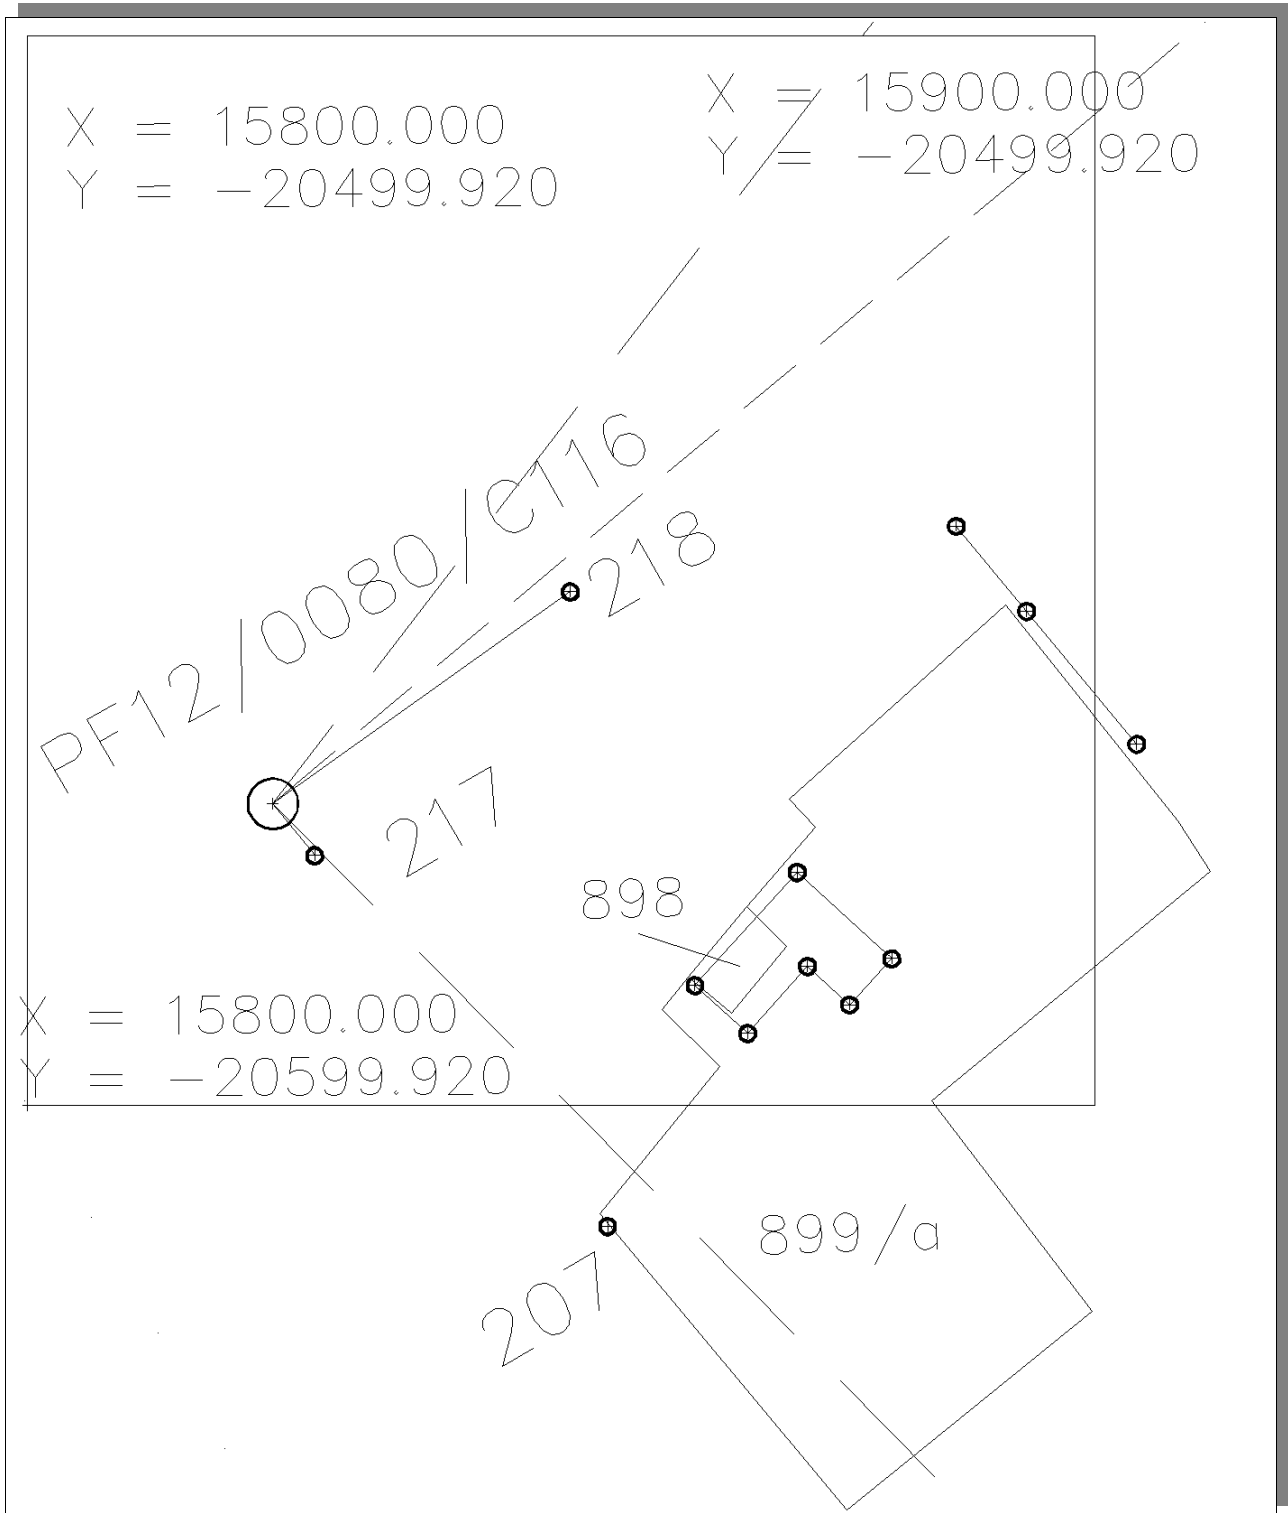 X = 15800.000
Y = -20499.920
X = 15900.000
Y = -20499.920
PF12/0080/C116
218
217
898
X = 15800.000
Y = -20599.920
899/a
207